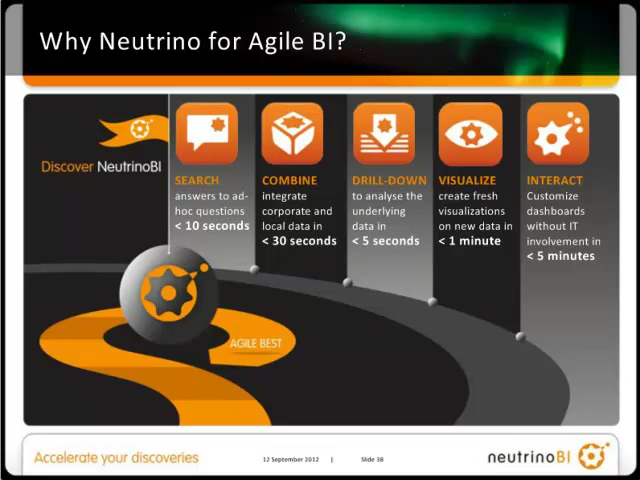 Why Neutrino for Agile BI?
Discover NeutrinoBI
SEARCH
answers to ad-
hoc questions
< 10 seconds
COMBINE
integrate
corporate and
local data in
< 30 seconds
DRILL-DOWN
to analyse the
underlying
data in
< 5 seconds
VISUALIZE
create fresh
visualizations
on new data in
< 1 minute
INTERACT
Customize
dashboards
without IT
involvement in
< 5 minutes
AGILE BEST
Accelerate your discoveries
12 September 2012 | Slide 38
neutrinoBI